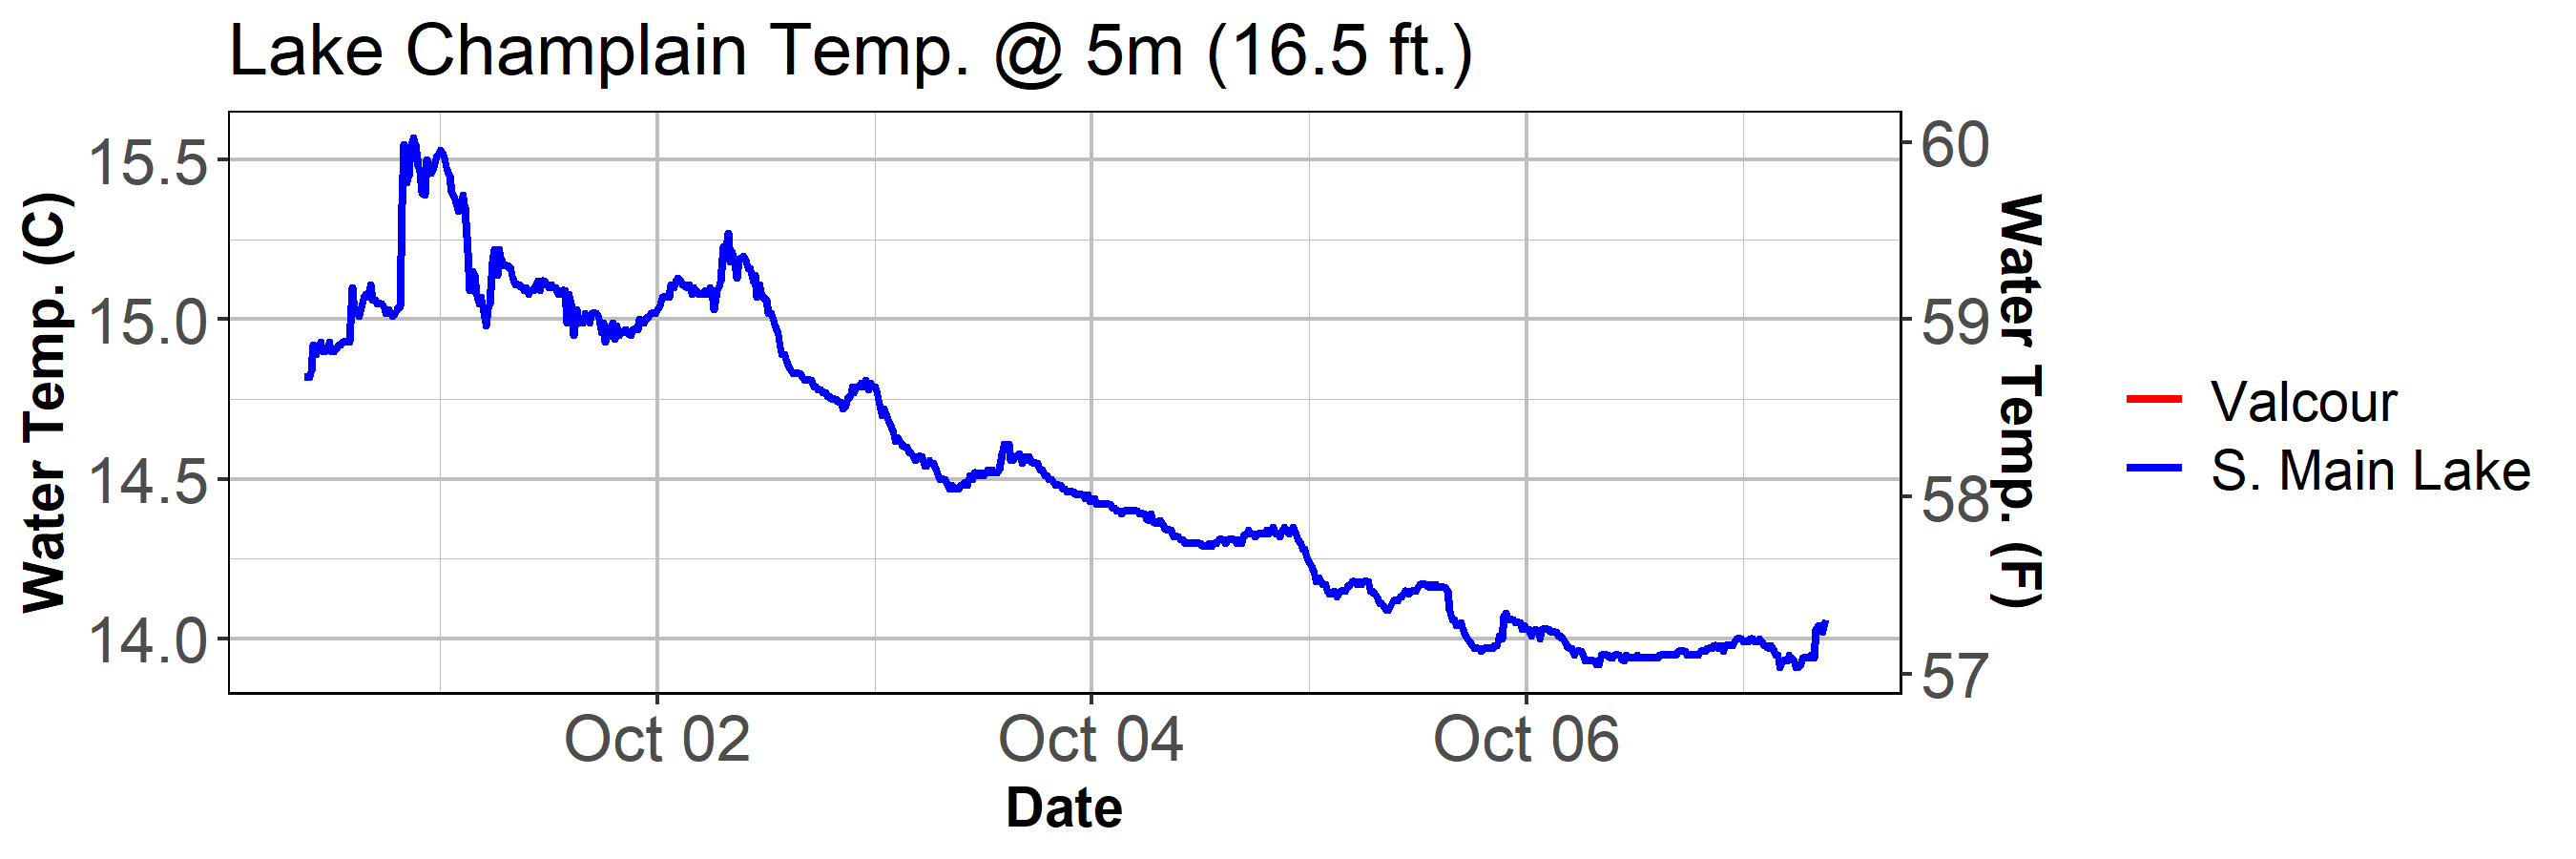 Lake Champlain Temp. @ 5m (16.5 ft.)
Water Temp. (C)
15.5
15.0
14.5
14.0
60
59
58
57
Water Temp. (F)
Oct 02
Oct 04
Oct 06
Date
Valcour
S. Main Lake